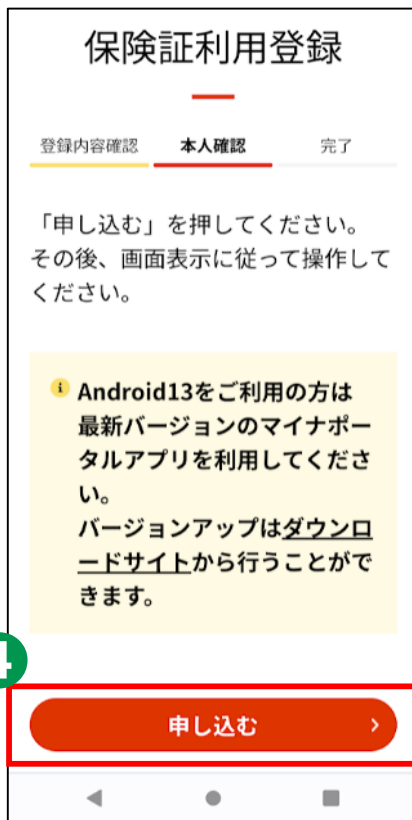 保険証利用登録
登録内容確認 本人確認 完了
「申し込む」を押してください。
その後、画面表示に従って操作して
ください。
Android13をご利用の方は
最新バージョンのマイナポー
タルアプリを利用してくださ
い。
バージョンアップはダウンロ
ードサイトから行うことがで
きます。
4
申し込む